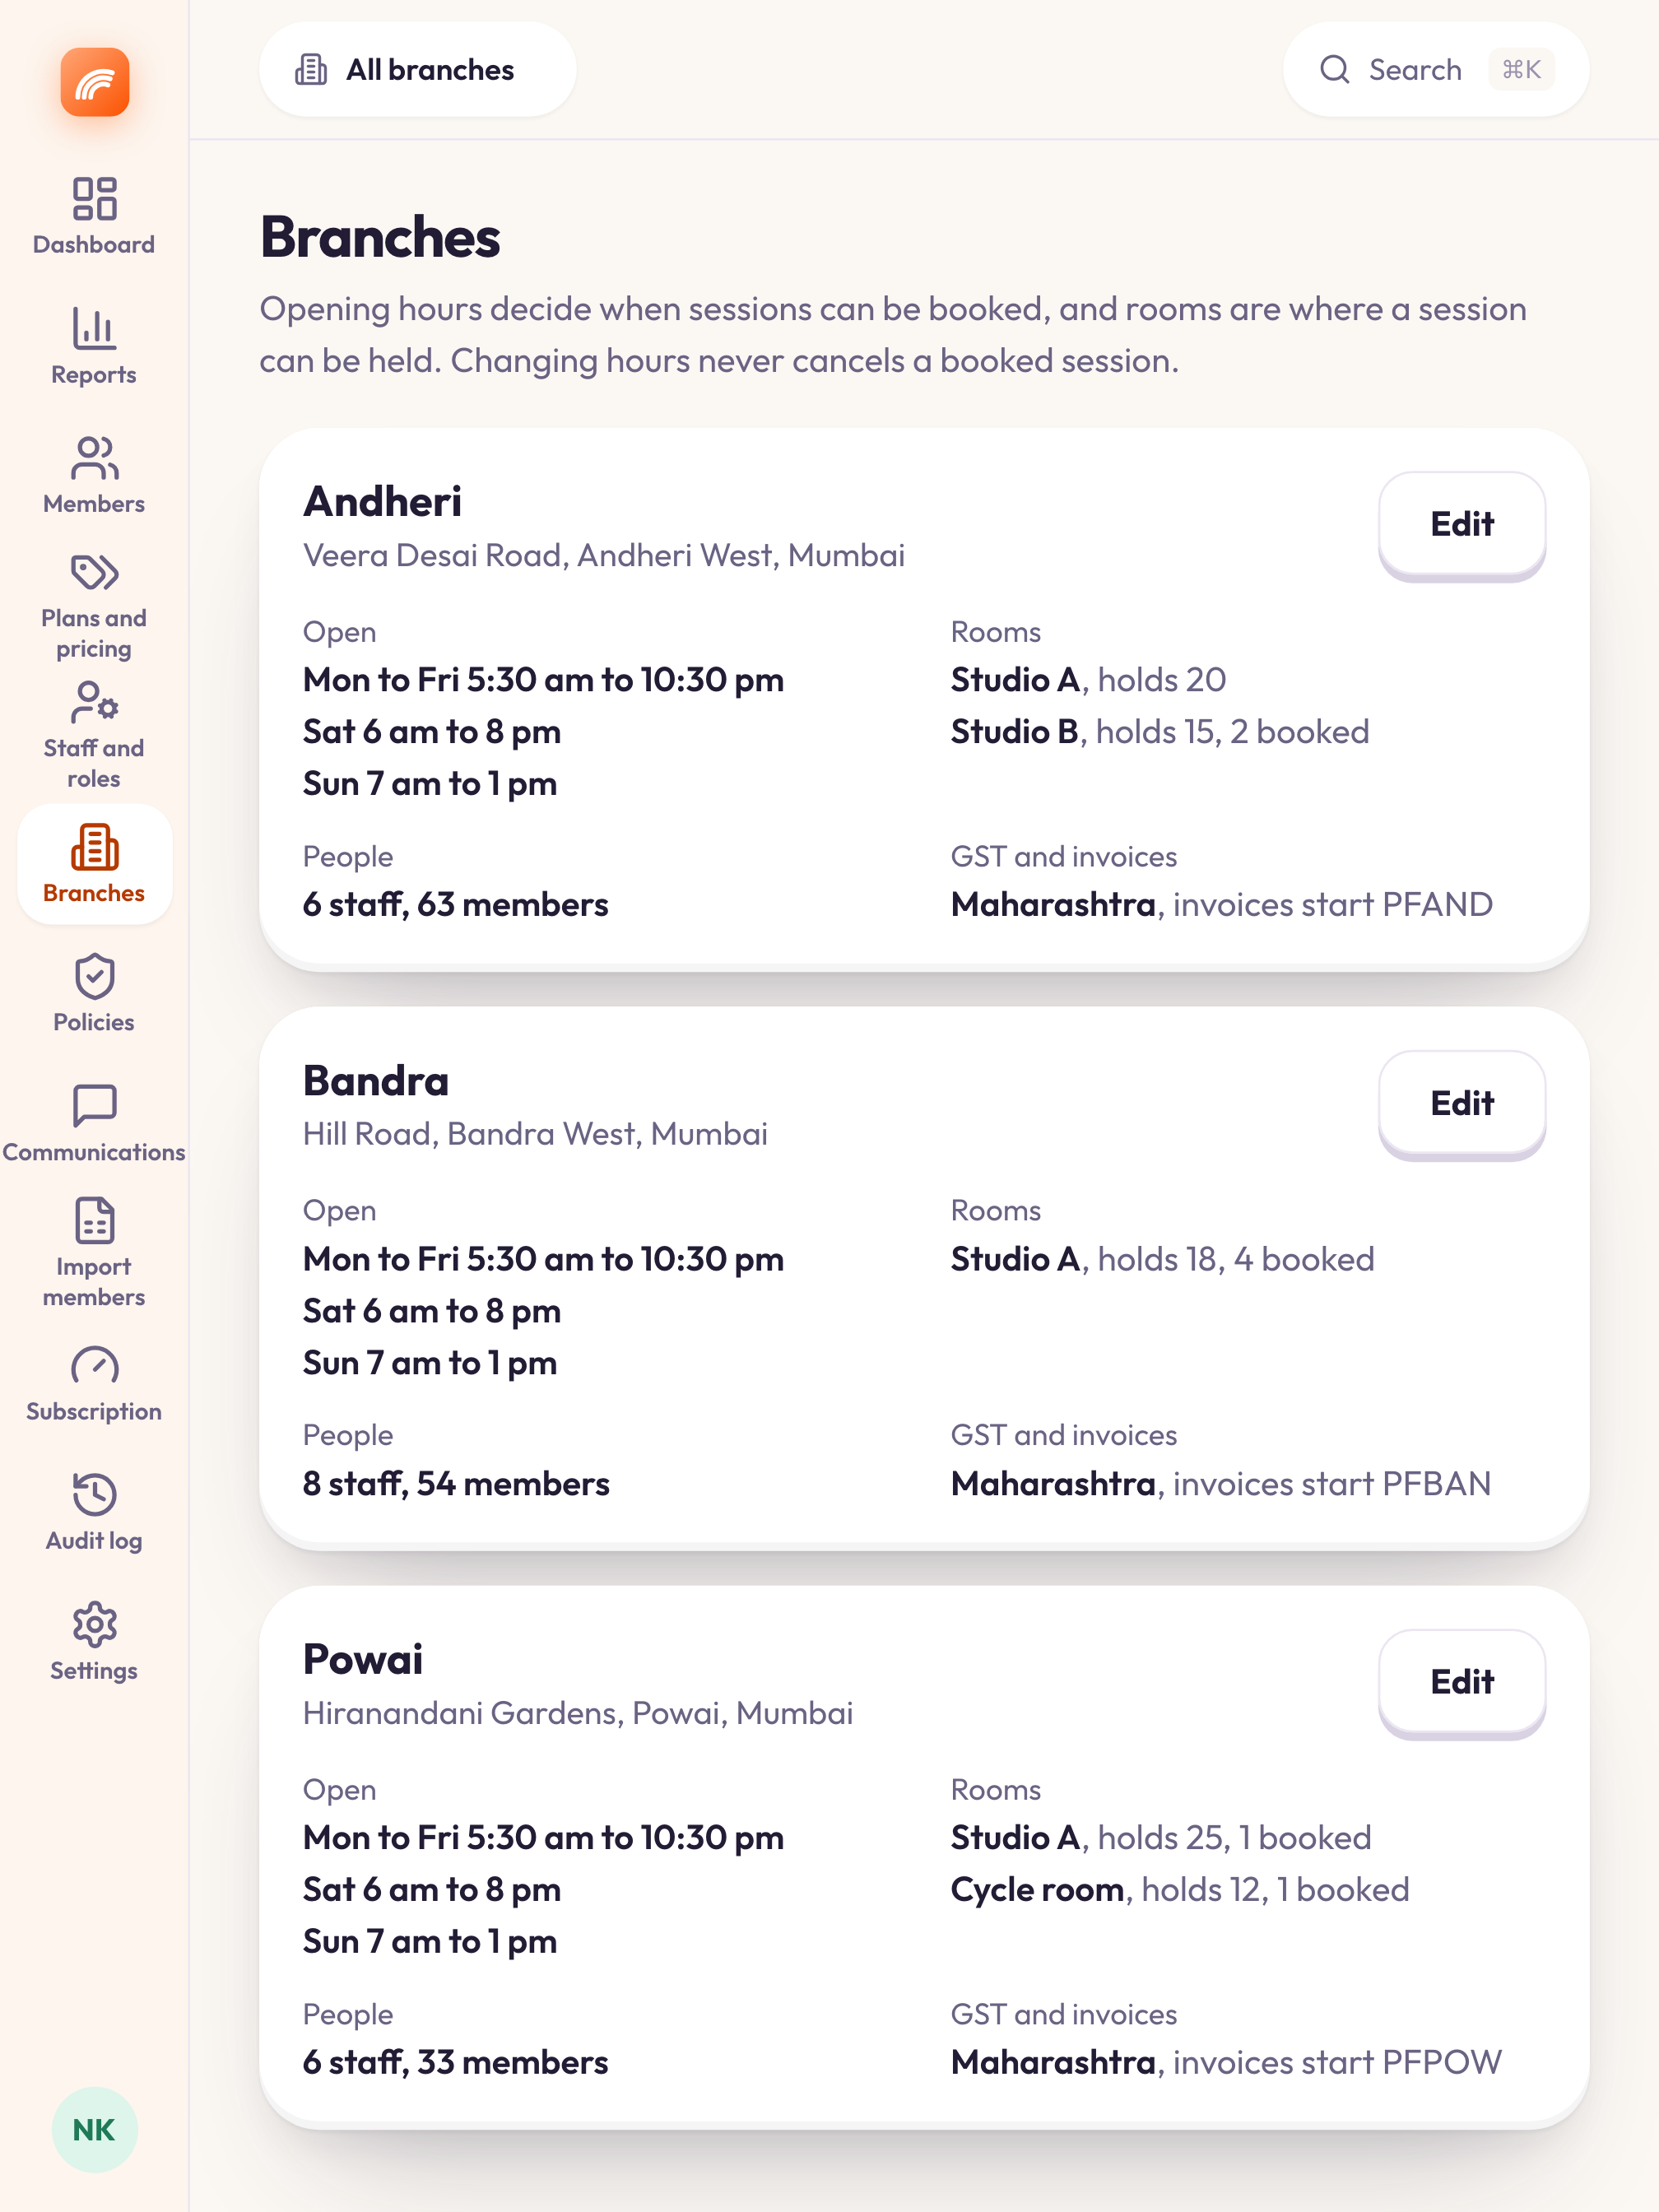 All branches
Search ⌘K
Dashboard
Reports
Members
Plans and
pricing
Staff and
roles
Branches
Policies
Communications
Import
members
Subscription
Audit log
Settings
NK
Branches
Opening hours decide when sessions can be booked, and rooms are where a session
can be held. Changing hours never cancels a booked session.
Andheri
Veera Desai Road, Andheri West, Mumbai
Edit
Open
Mon to Fri 5:30 am to 10:30 pm
Sat 6 am to 8 pm
Sun 7 am to 1 pm
Rooms
Studio A, holds 20
Studio B, holds 15, 2 booked
People
6 staff, 63 members
GST and invoices
Maharashtra, invoices start PFAND
Bandra
Hill Road, Bandra West, Mumbai
Edit
Open
Mon to Fri 5:30 am to 10:30 pm
Sat 6 am to 8 pm
Sun 7 am to 1 pm
Rooms
Studio A, holds 18, 4 booked
People
8 staff, 54 members
GST and invoices
Maharashtra, invoices start PFBAN
Powai
Hiranandani Gardens, Powai, Mumbai
Edit
Open
Mon to Fri 5:30 am to 10:30 pm
Sat 6 am to 8 pm
Sun 7 am to 1 pm
Rooms
Studio A, holds 25, 1 booked
Cycle room, holds 12, 1 booked
People
6 staff, 33 members
GST and invoices
Maharashtra, invoices start PFPOW